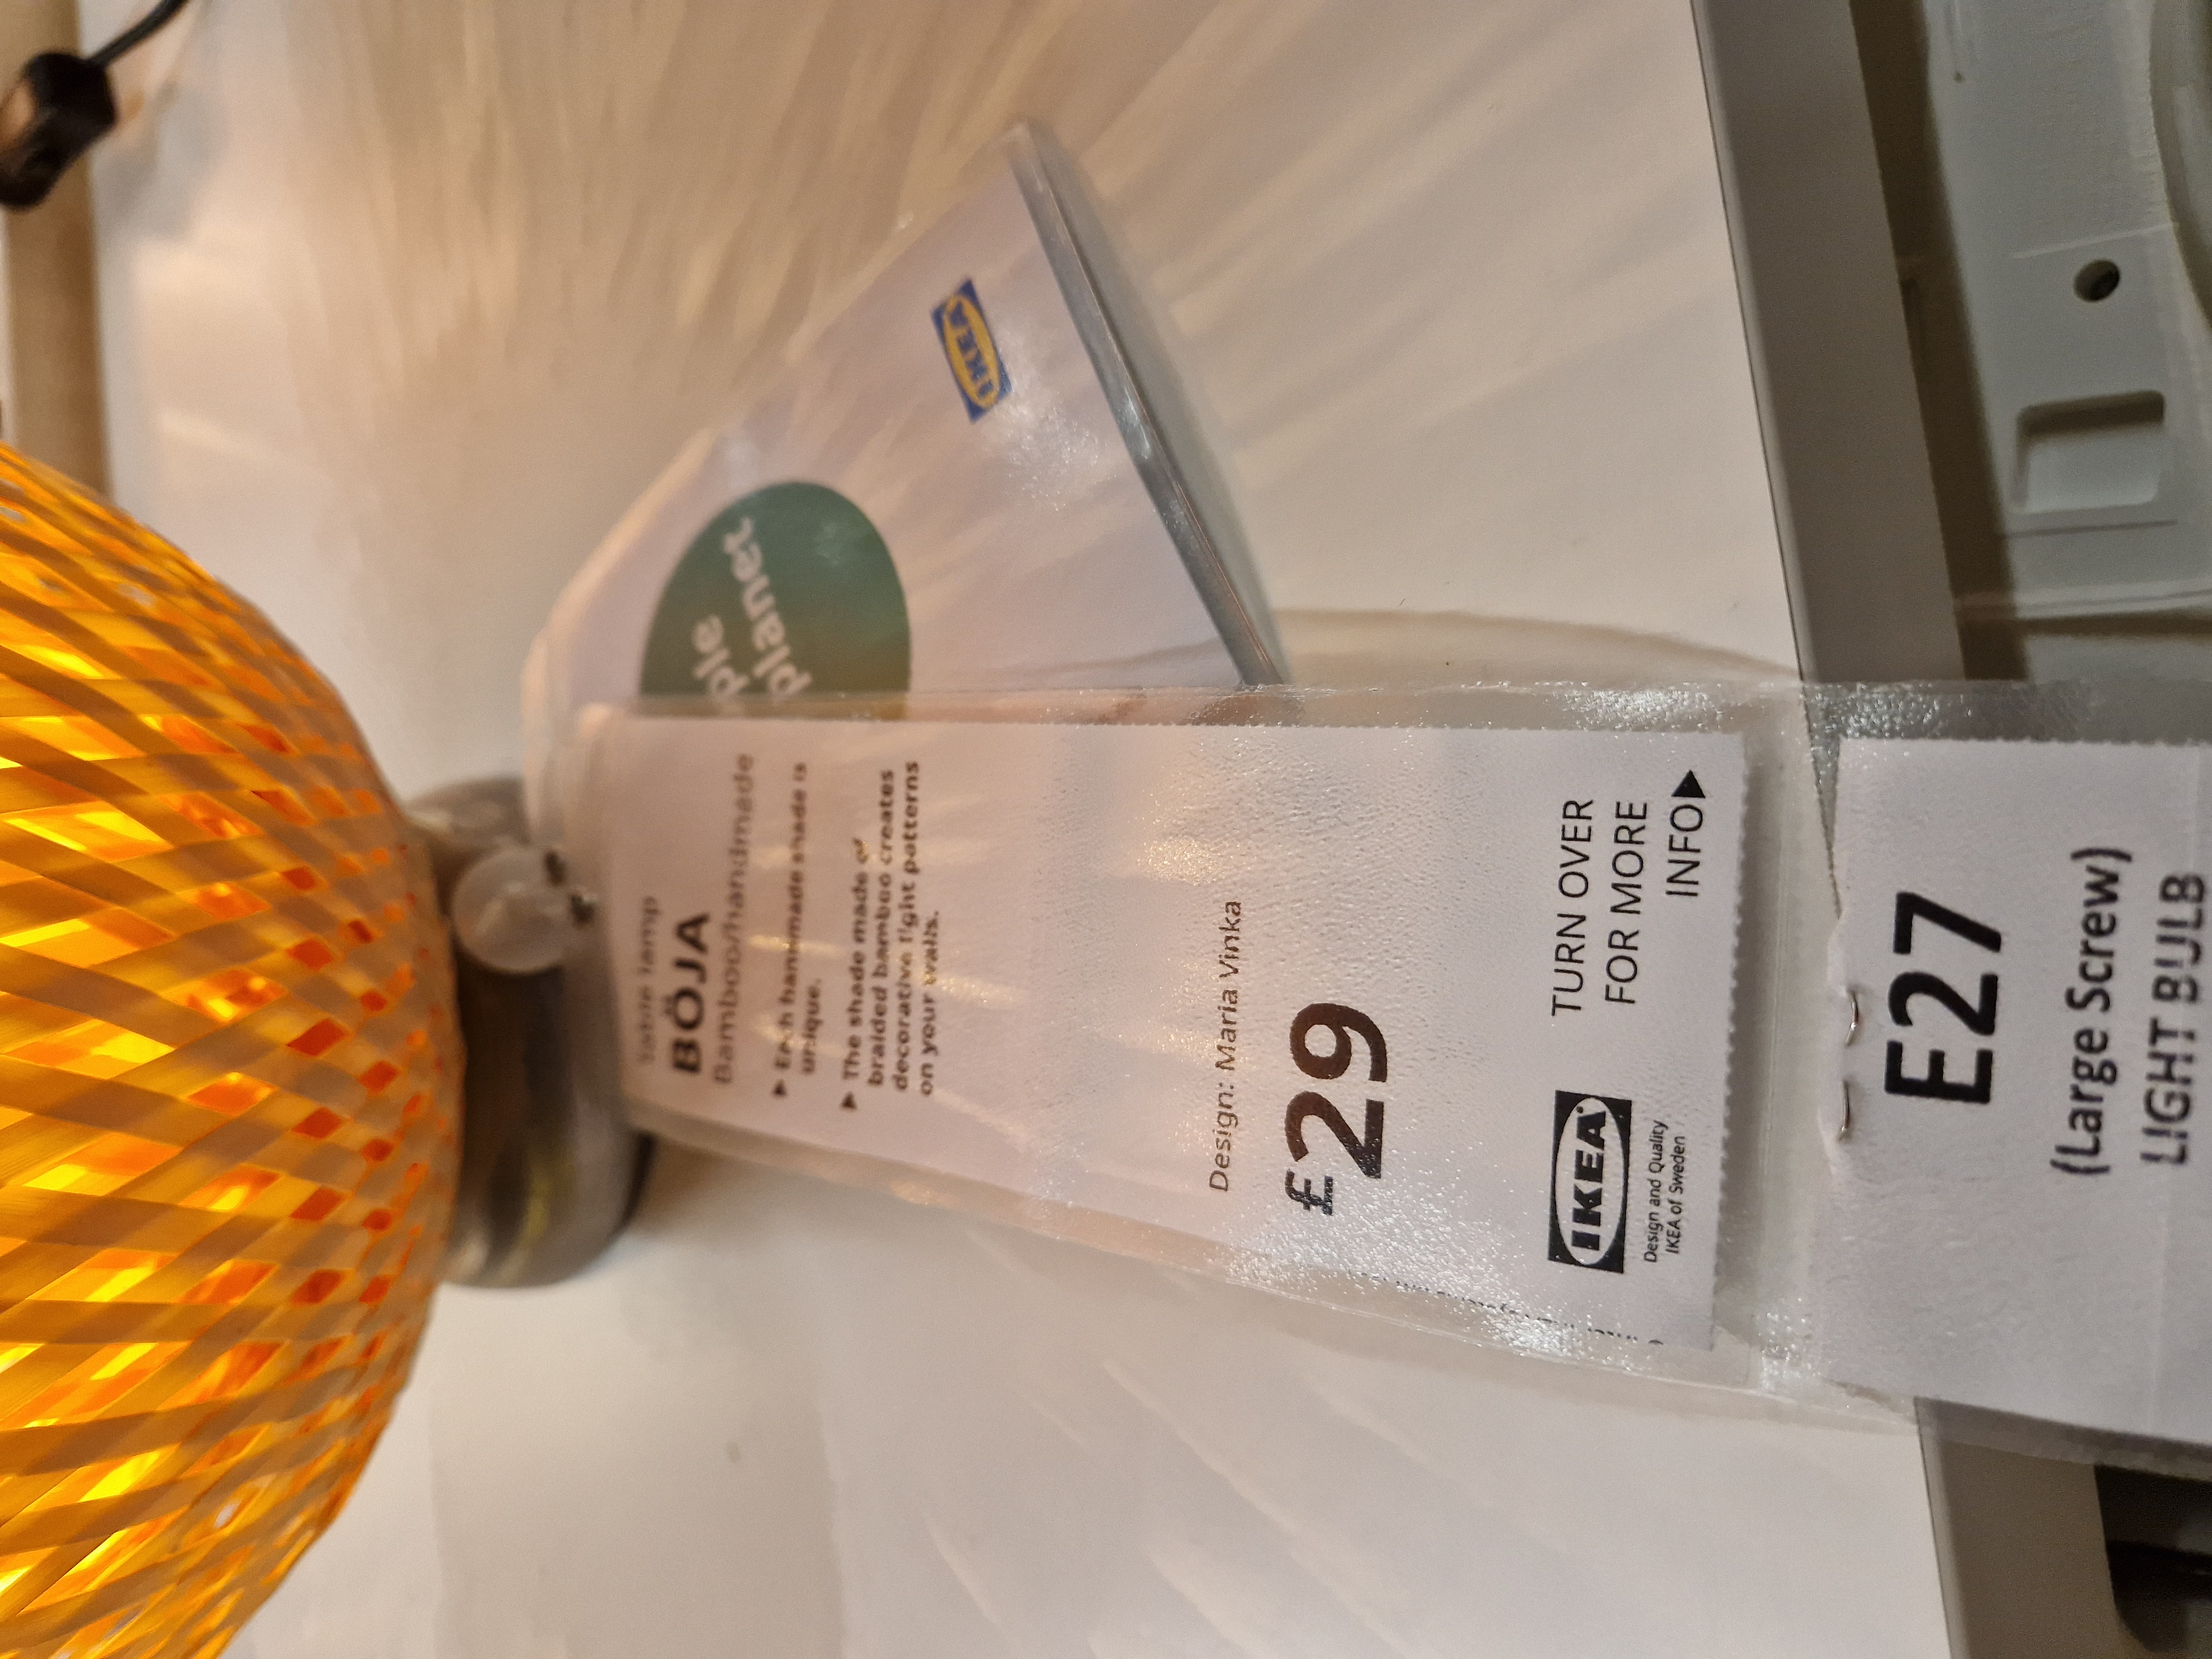 Table lamp
BÖJA
Bamboo/handmade
▶ Each handmade shade is
unique.
▶ The shade made of
braided bamboo creates
decorative light patterns
on your walls.
Design: Maria Vinka
£29
IKEA
Design and Quality
IKEA of Sweden
TURN OVER
FOR MORE
INFO▶
ple
planet
IKEA
E27
(Large Screw)
LIGHT BULB